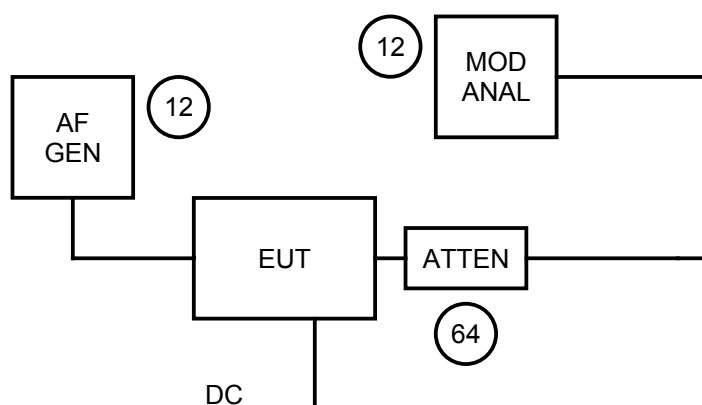 12
MOD
ANAL
AF
GEN
12
EUT
ATTEN
64
DC